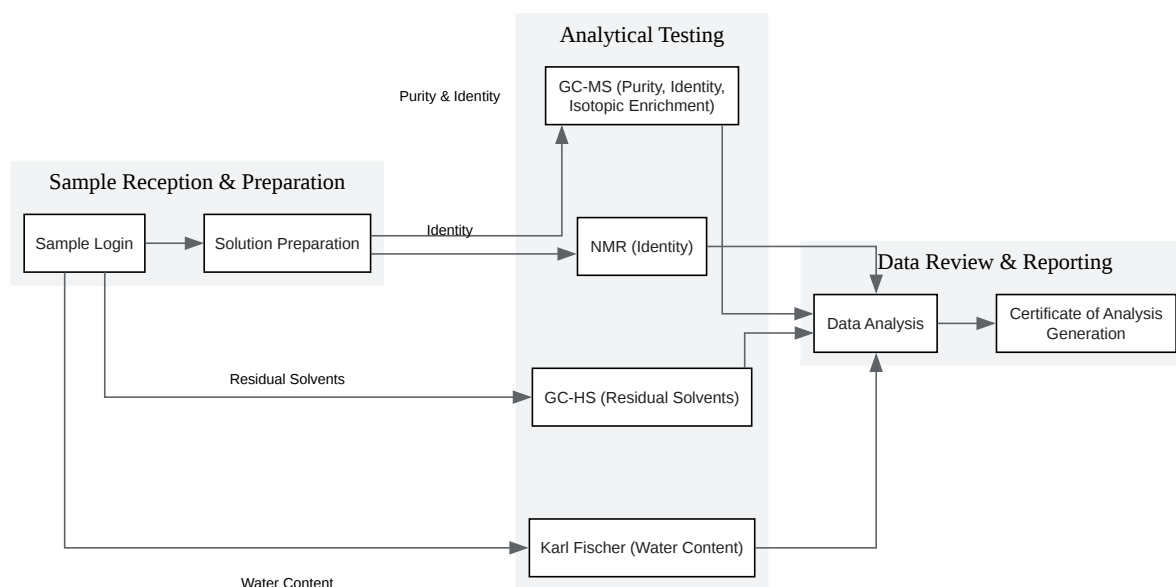 Analytical Testing
GC-MS (Purity, Identity,
Isotopic Enrichment)
Purity & Identity
Sample Reception & Preparation
Sample Login
Solution Preparation
Identity
NMR (Identity)
Data Review & Reporting
Data Analysis
Certificate of Analysis
Generation
Residual Solvents
GC-HS (Residual Solvents)
Karl Fischer (Water Content)
Water Content